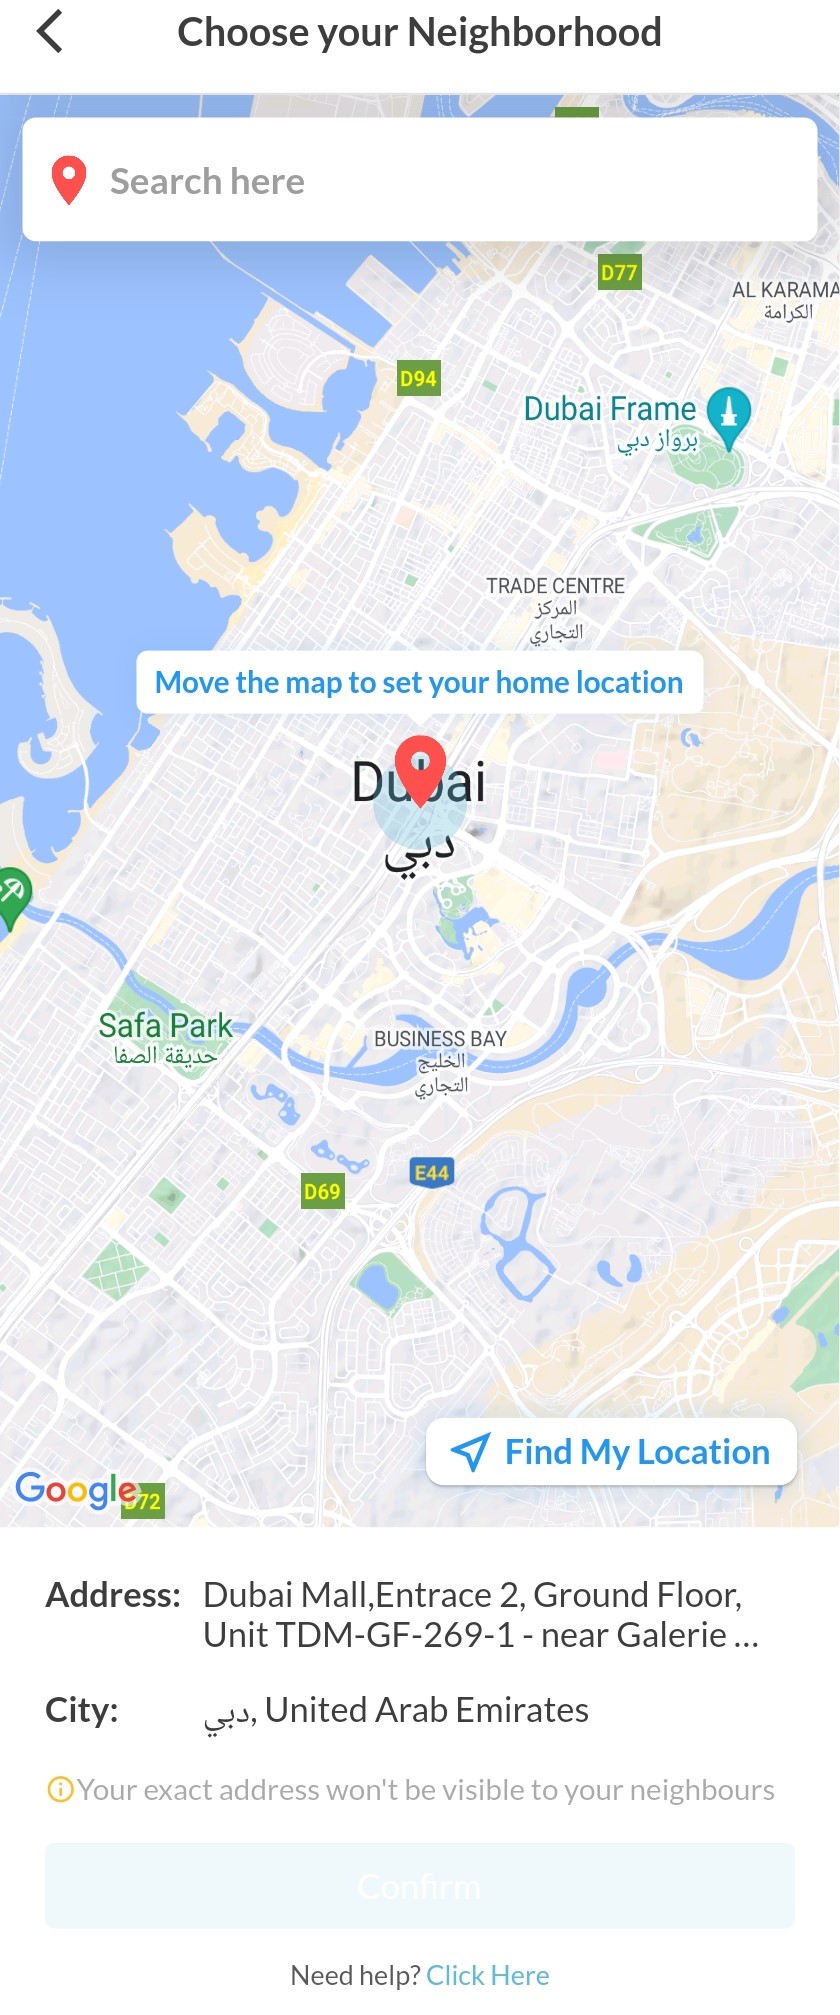 Choose your Neighborhood
Search here
D77
AL KARAMA
الكرامة
D94
Dubai Frame
برواز دبي
TRADE CENTRE
المركز
التجاري
Move the map to set your home location
Dubai
دبي
Safa Park
حديقة الصفا
BUSINESS BAY
الخليج
التجاري
E44
D69
Find My Location
Google
D72
Address: Dubai Mall,Entrace 2, Ground Floor,
Unit TDM-GF-269-1 - near Galerie ...
City: دبي, United Arab Emirates
Your exact address won't be visible to your neighbours
Confirm
Need help? Click Here